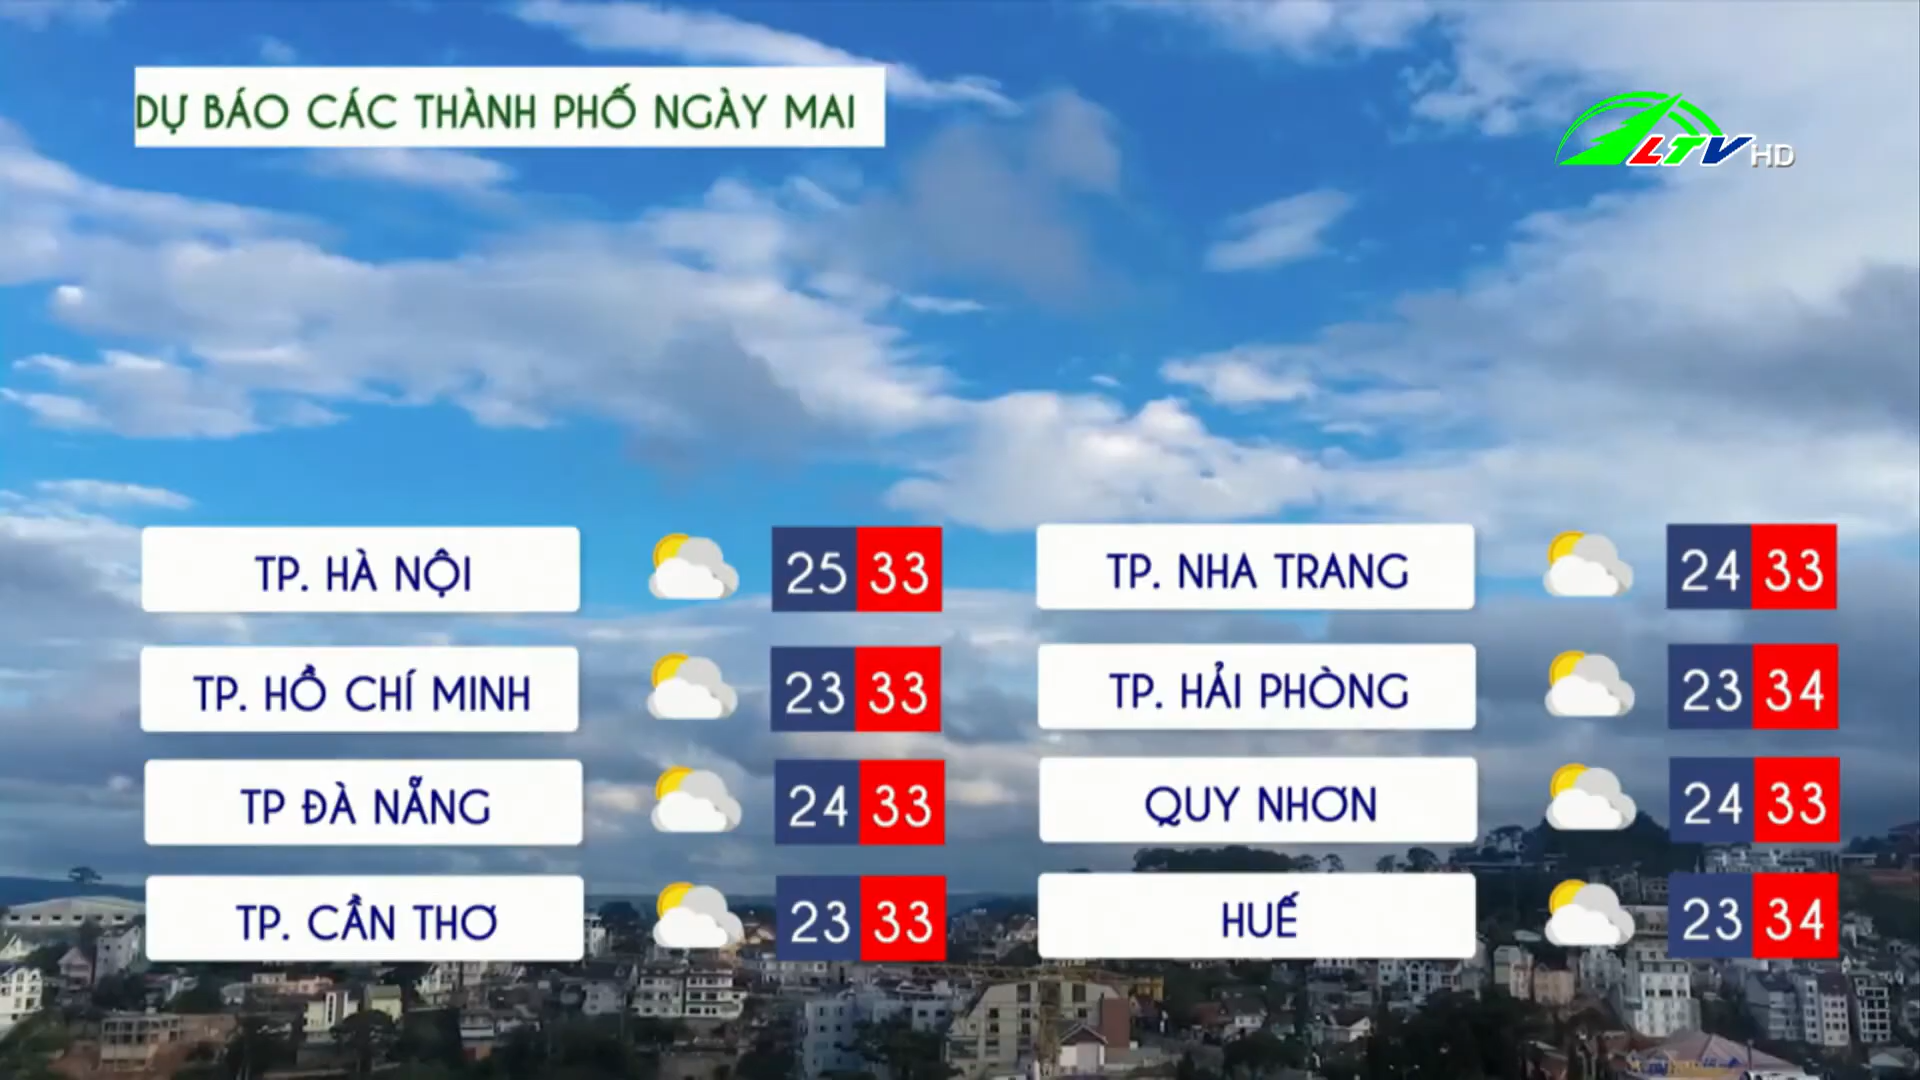 DỰ BÁO CÁC THÀNH PHỐ NGÀY MAI
LTV HD
TP. HÀ NỘI 25 33
TP. HỒ CHÍ MINH 23 33
TP ĐÀ NẴNG 24 33
TP. CẦN THƠ 23 33
TP. NHA TRANG 24 33
TP. HẢI PHÒNG 23 34
QUY NHƠN 24 33
HUẾ 23 34